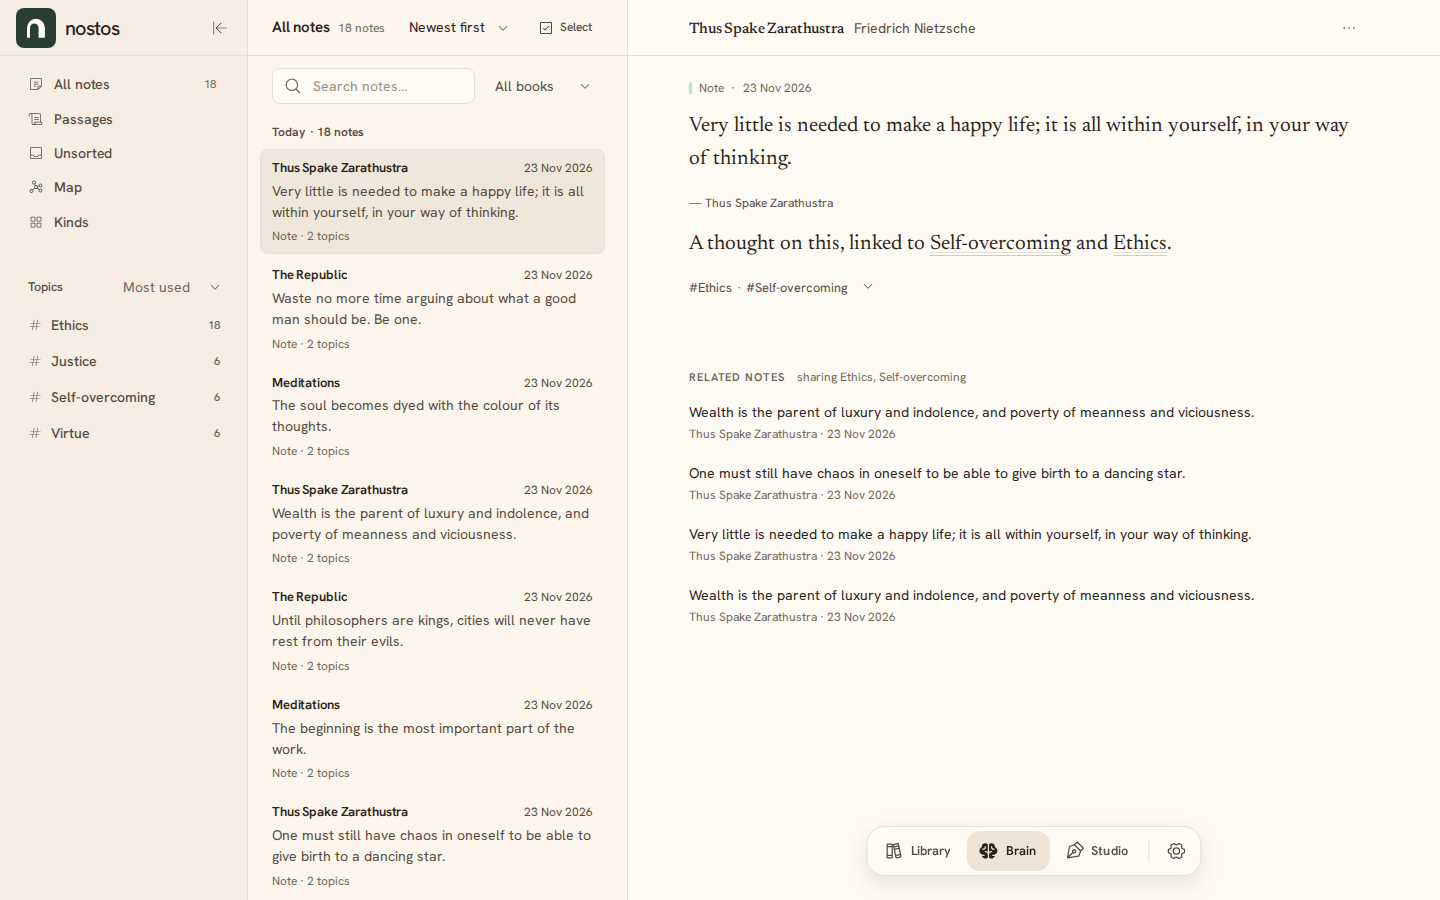 nostos
All notes 18
Passages
Unsorted
Map
Kinds
Topics Most used
# Ethics 18
# Justice 6
# Self-overcoming 6
# Virtue 6
All notes 18 notes Newest first Select
Search notes...
All books
Today · 18 notes
Thus Spake Zarathustra 23 Nov 2026
Very little is needed to make a happy life; it is all
within yourself, in your way of thinking.
Note · 2 topics
The Republic 23 Nov 2026
Waste no more time arguing about what a good
man should be. Be one.
Note · 2 topics
Meditations 23 Nov 2026
The soul becomes dyed with the colour of its
thoughts.
Note · 2 topics
Thus Spake Zarathustra 23 Nov 2026
Wealth is the parent of luxury and indolence, and
poverty of meanness and viciousness.
Note · 2 topics
The Republic 23 Nov 2026
Until philosophers are kings, cities will never have
rest from their evils.
Note · 2 topics
Meditations 23 Nov 2026
The beginning is the most important part of the
work.
Note · 2 topics
Thus Spake Zarathustra 23 Nov 2026
One must still have chaos in oneself to be able to
give birth to a dancing star.
Note · 2 topics
Thus Spake Zarathustra Friedrich Nietzsche
Note · 23 Nov 2026
Very little is needed to make a happy life; it is all within yourself, in your way
of thinking.
— Thus Spake Zarathustra
A thought on this, linked to Self-overcoming and Ethics.
#Ethics · #Self-overcoming
RELATED NOTES sharing Ethics, Self-overcoming
Wealth is the parent of luxury and indolence, and poverty of meanness and viciousness.
Thus Spake Zarathustra · 23 Nov 2026
One must still have chaos in oneself to be able to give birth to a dancing star.
Thus Spake Zarathustra · 23 Nov 2026
Very little is needed to make a happy life; it is all within yourself, in your way of thinking.
Thus Spake Zarathustra · 23 Nov 2026
Wealth is the parent of luxury and indolence, and poverty of meanness and viciousness.
Thus Spake Zarathustra · 23 Nov 2026
Library Brain Studio